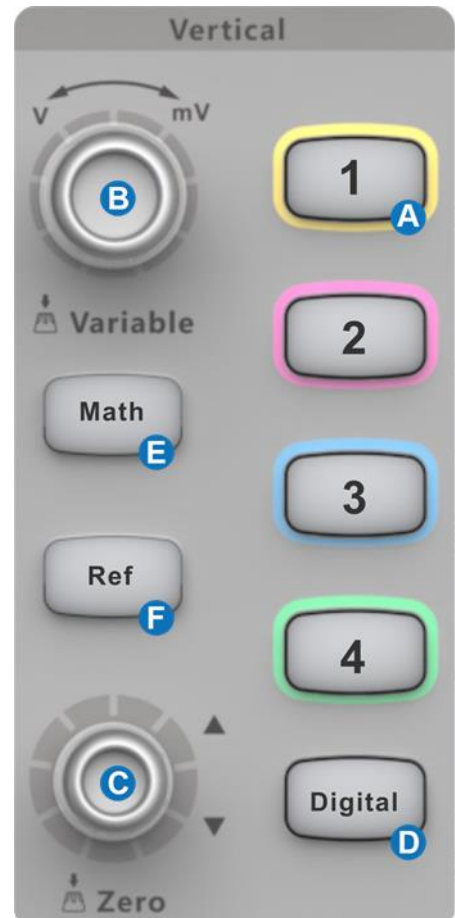 Vertical
V mV
B
1
A
Variable
2
Math
E
3
Ref
F
4
C
Digital
D
Zero